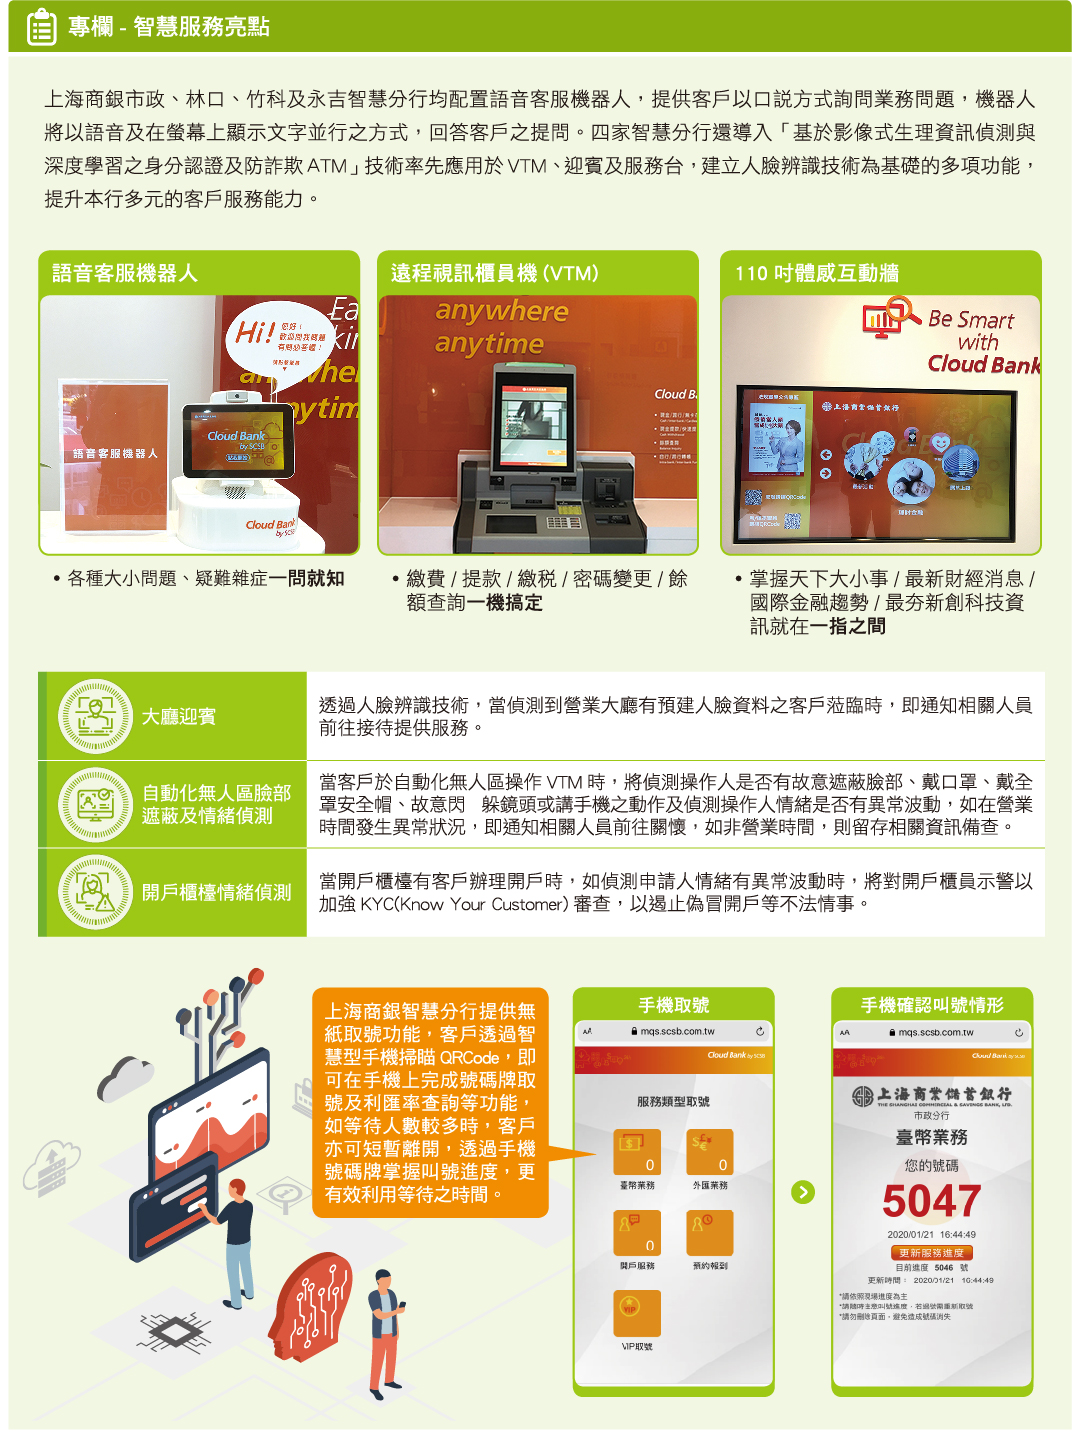 專欄 - 智慧服務亮點
上海商銀市政、林口、竹科及永吉智慧分行均配置語音客服機器人，提供客戶以口說方式詢問業務問題，機器人
將以語音及在螢幕上顯示文字並行之方式，回答客戶之提問。四家智慧分行還導入「基於影像式生理資訊偵測與
深度學習之身分認證及防詐欺 ATM」技術率先應用於 VTM、迎賓及服務台，建立人臉辨識技術為基礎的多項功能，
提升本行多元的客戶服務能力。
語音客服機器人
Hi!
您好！
歡迎問我問題
有問必答喔！
語音客服機器人
Cloud Bank
by SCSB
Cloud Bank
by SCSB
• 各種大小問題、疑難雜症一問就知
遠程視訊櫃員機 (VTM)
anywhere
anytime
Cloud Ba
• 繳費 / 提款 / 繳稅 / 密碼變更 / 餘
額查詢一機搞定
110 吋體感互動牆
Be Smart
with
Cloud Bank
上海商業儲蓄銀行
• 掌握天下大小事 / 最新財經消息 /
國際金融趨勢 / 最夯新創科技資
訊就在一指之間
大廳迎賓
透過人臉辨識技術，當偵測到營業大廳有預建人臉資料之客戶蒞臨時，即通知相關人員
前往接待提供服務。
自動化無人區臉部
遮蔽及情緒偵測
當客戶於自動化無人區操作 VTM 時，將偵測操作人是否有故意遮蔽臉部、戴口罩、戴全
罩安全帽、故意閃 躲鏡頭或講手機之動作及偵測操作人情緒是否有異常波動，如在營業
時間發生異常狀況，即通知相關人員前往關懷，如非營業時間，則留存相關資訊備查。
開戶櫃檯情緒偵測
當開戶櫃檯有客戶辦理開戶時，如偵測申請人情緒有異常波動時，將對開戶櫃員示警以
加強 KYC(Know Your Customer) 審查，以遏止偽冒開戶等不法情事。
上海商銀智慧分行提供無
紙取號功能，客戶透過智
慧型手機掃瞄 QRCode，即
可在手機上完成號碼牌取
號及利匯率查詢等功能，
如等待人數較多時，客戶
亦可短暫離開，透過手機
號碼牌掌握叫號進度，更
有效利用等待之時間。
手機取號
AA mqs.scsb.com.tw
Cloud Bank by SCSB
服務類型取號
0 0
臺幣業務 外匯業務
0
開戶服務 預約報到
VIP
VIP取號
手機確認叫號情形
AA mqs.scsb.com.tw
Cloud Bank by SCSB
上海商業儲蓄銀行
THE SHANGHAI COMMERCIAL & SAVINGS BANK, LTD.
市政分行
臺幣業務
您的號碼
5047
2020/01/21 16:44:49
更新服務進度
目前進度 5046 號
更新時間： 2020/01/21 16:44:49
*請依照現場進度為主
*請隨時注意叫號進度，若過號需重新取號
*請勿刪除頁面，避免造成號碼消失